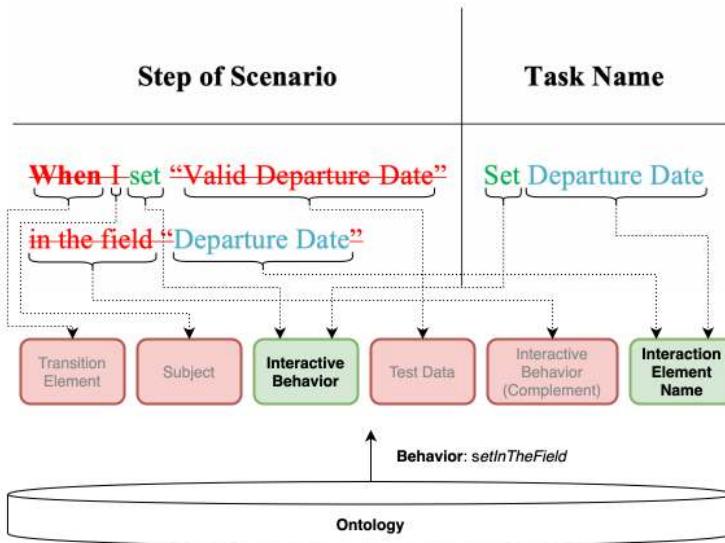 Step of Scenario
Task Name
When I set “Valid Departure Date”
Set Departure Date
in the field “Departure Date”
Transition Element
Subject
Interactive Behavior
Test Data
Interactive Behavior (Complement)
Interaction Element Name
Behavior: setInTheField
Ontology